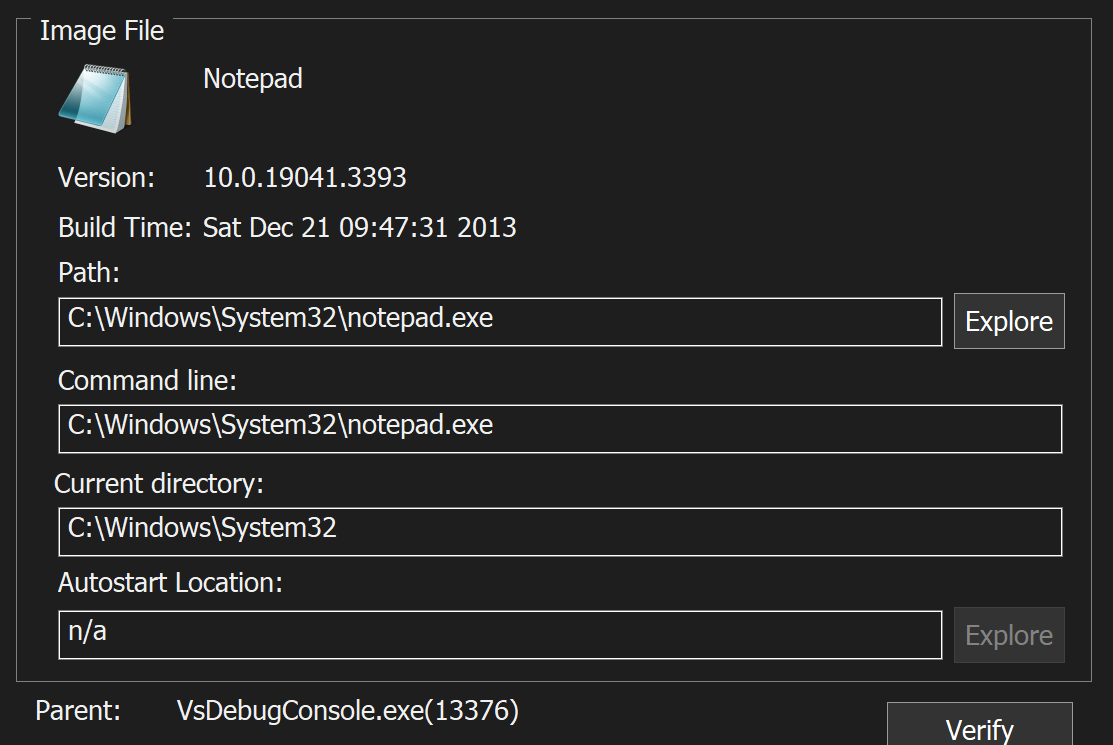 Image File
Notepad
Version: 10.0.19041.3393
Build Time: Sat Dec 21 09:47:31 2013
Path:
C:\Windows\System32\notepad.exe Explore
Command line:
C:\Windows\System32\notepad.exe
Current directory:
C:\Windows\System32
Autostart Location:
n/a Explore
Parent: VsDebugConsole.exe(13376)
Verify